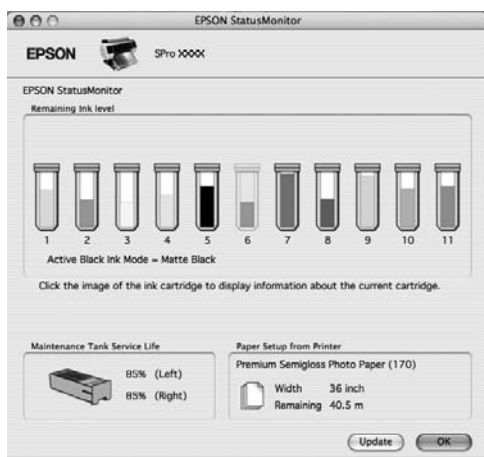 EPSON StatusMonitor
EPSON SPro XXXX
EPSON StatusMonitor
Remaining Ink level
1 2 3 4 5 6 7 8 9 10 11
Active Black Ink Mode = Matte Black
Click the image of the ink cartridge to display information about the current cartridge.
Maintenance Tank Service Life
85% (Left)
85% (Right)
Paper Setup from Printer
Premium Semigloss Photo Paper (170)
Width 36 inch
Remaining 40.5 m
Update OK